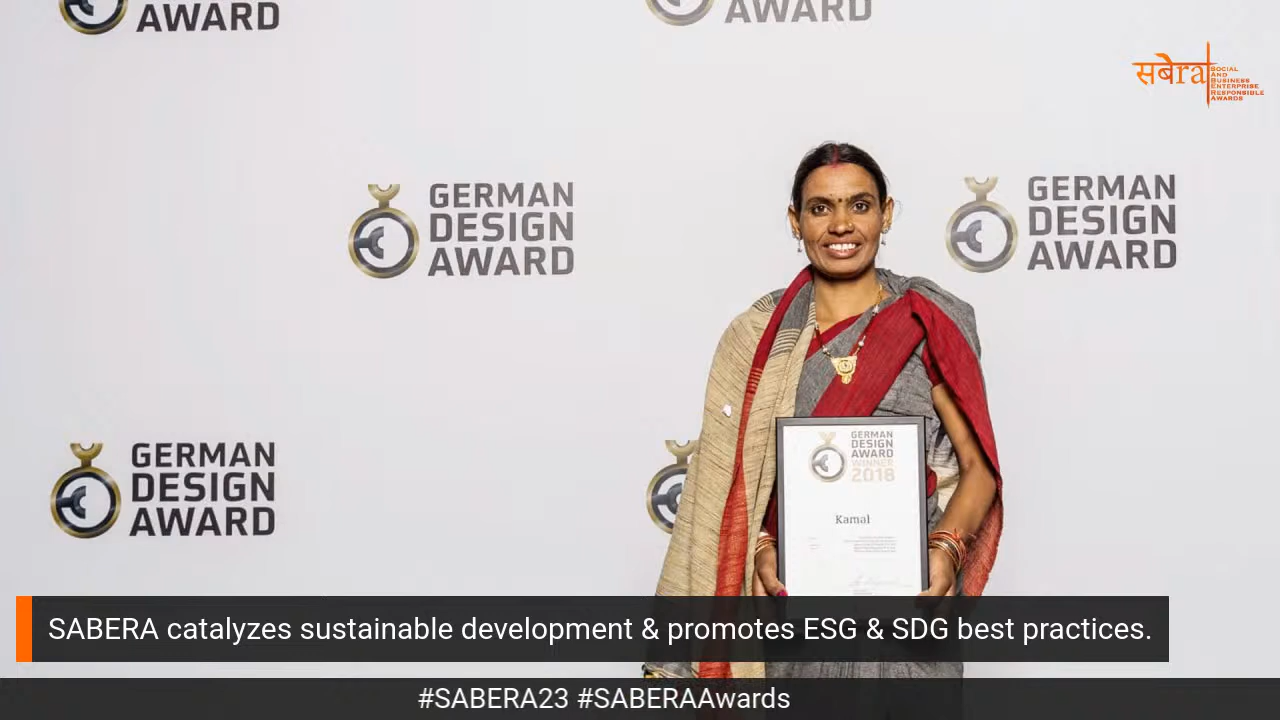 AWARD
AWARD
सबेra
SOCIAL
AND
BUSINESS
ENTERPRISE
RESPONSIBLE
AWARDS
GERMAN
DESIGN
AWARD
GERMAN
DESIGN
AWARD
GERMAN
DESIGN
AWARD
GERMAN
DESIGN
AWARD
WINNER
2018
Kamal
SABERA catalyzes sustainable development & promotes ESG & SDG best practices.
#SABERA23 #SABERAAwards